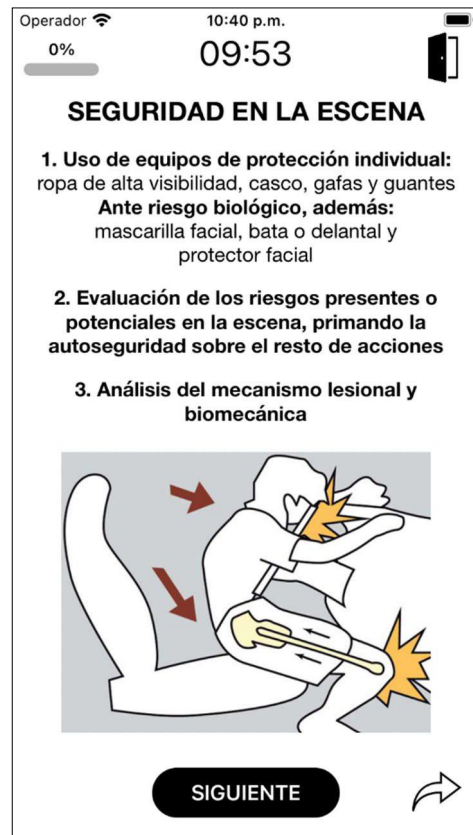 Operador
10:40 p.m.
0%
09:53
SEGURIDAD EN LA ESCENA
1. Uso de equipos de protección individual:
ropa de alta visibilidad, casco, gafas y guantes
Ante riesgo biológico, además:
mascarilla facial, bata o delantal y
protector facial
2. Evaluación de los riesgos presentes o
potenciales en la escena, primando la
autoseguridad sobre el resto de acciones
3. Análisis del mecanismo lesional y
biomecánica
SIGUIENTE